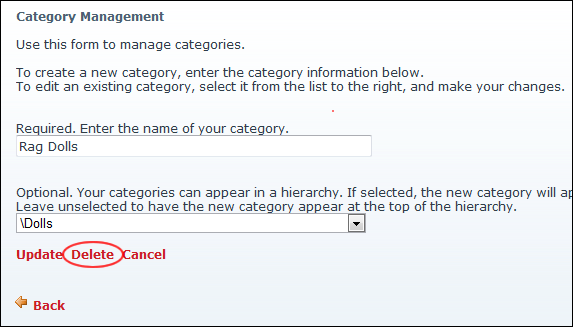 Category Management
Use this form to manage categories.
To create a new category, enter the category information below.
To edit an existing category, select it from the list to the right, and make your changes.
Required. Enter the name of your category.
Rag Dolls
Optional. Your categories can appear in a hierarchy. If selected, the new category will ap
Leave unselected to have the new category appear at the top of the hierarchy.
\Dolls
Update Delete Cancel
Back